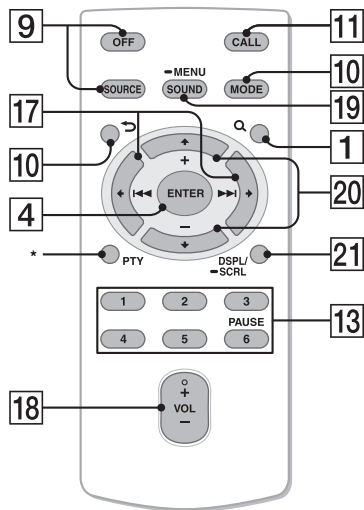 9
OFF
CALL
11
SOURCE
MENU
SOUND
MODE
10
19
17
10
1
+
ENTER
4
−
20
*
PTY
DSPL/
SCRL
21
1
2
3
PAUSE
4
5
6
13
+
VOL
−
18